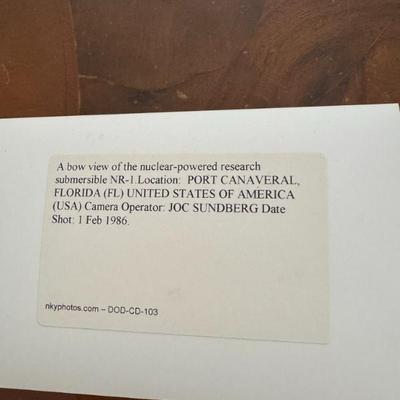 A bow view of the nuclear-powered research
submersible NR-1.Location:  PORT CANAVERAL,
FLORIDA (FL) UNITED STATES OF AMERICA
(USA) Camera Operator: JOC SUNDBERG Date
Shot: 1 Feb 1986.
nkyphotos.com – DOD-CD-103